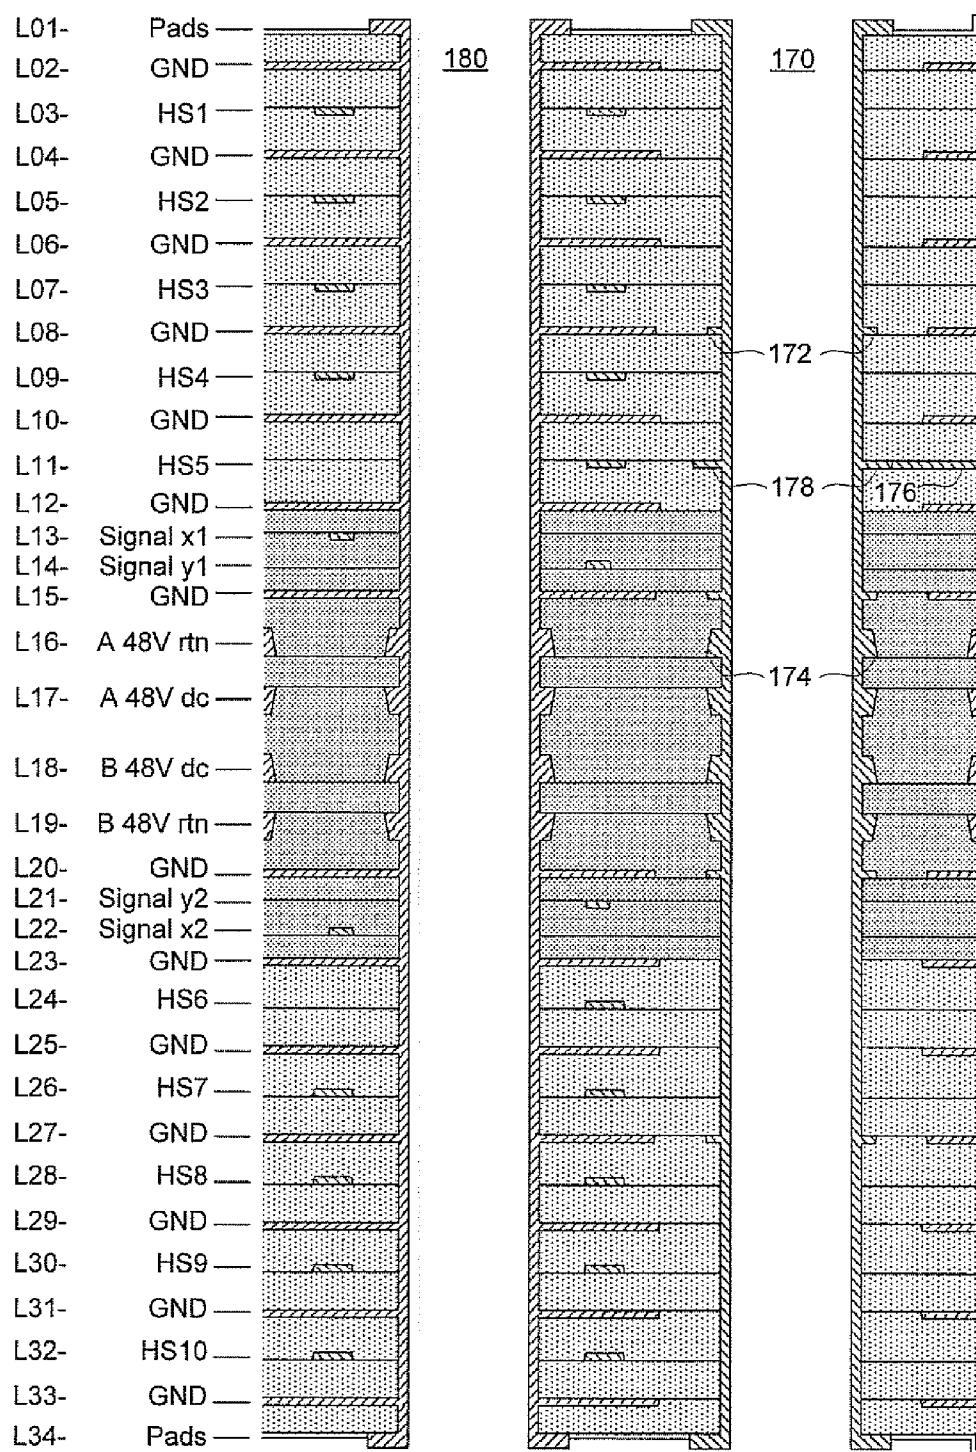 L01- Pads
L02- GND
L03- HS1
L04- GND
L05- HS2
L06- GND
L07- HS3
L08- GND
L09- HS4
L10- GND
L11- HS5
L12- GND
L13- Signal x1
L14- Signal y1
L15- GND
L16- A 48V rtn
L17- A 48V dc
L18- B 48V dc
L19- B 48V rtn
L20- GND
L21- Signal y2
L22- Signal x2
L23- GND
L24- HS6
L25- GND
L26- HS7
L27- GND
L28- HS8
L29- GND
L30- HS9
L31- GND
L32- HS10
L33- GND
L34- Pads
180
170
172
178
176
174